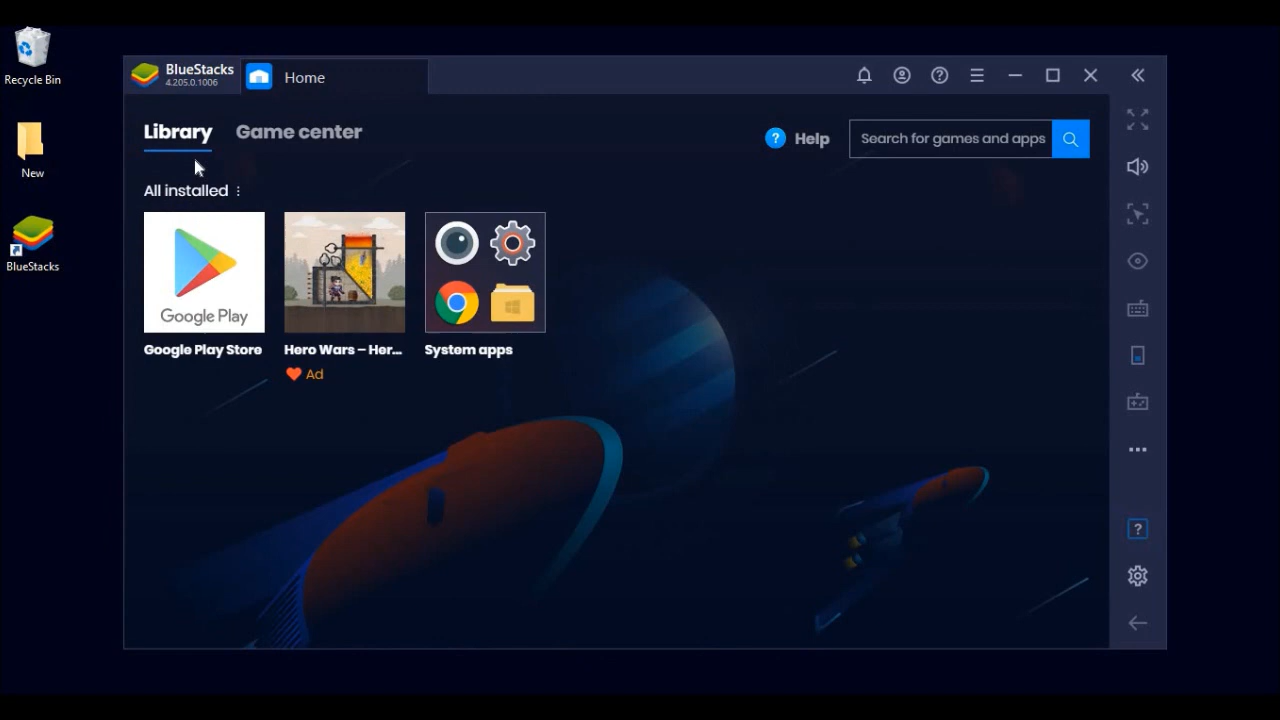 Recycle Bin
New
BlueStacks
BlueStacks
4.205.0.1006
Home
Library
Game center
? Help
Search for games and apps
All installed
Google Play
Google Play Store
Hero Wars – Her...
Ad
System apps
?